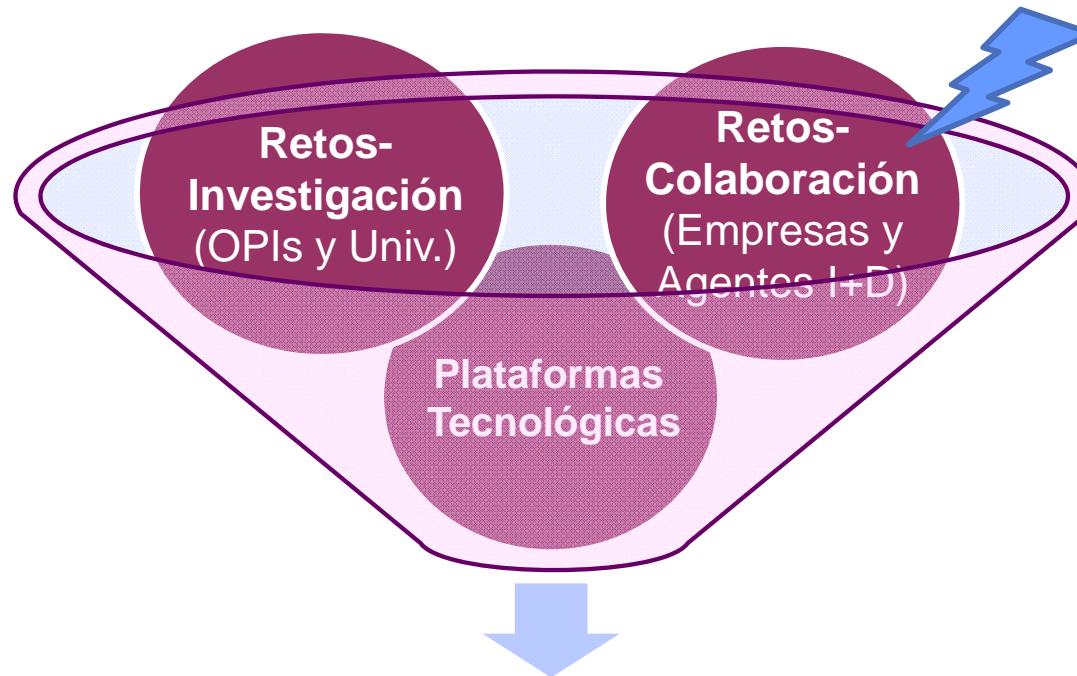 Retos-
Investigación
(OPIs y Univ.)
Retos-
Colaboración
(Empresas y
Agentes I+D)
Plataformas
Tecnológicas